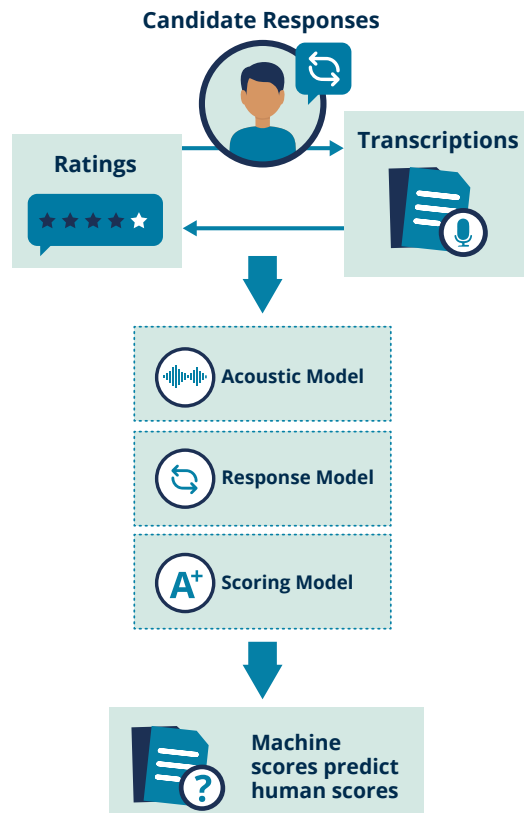 Candidate Responses
Ratings
Transcriptions
Acoustic Model
Response Model
A+
Scoring Model
?
Machine
scores predict
human scores